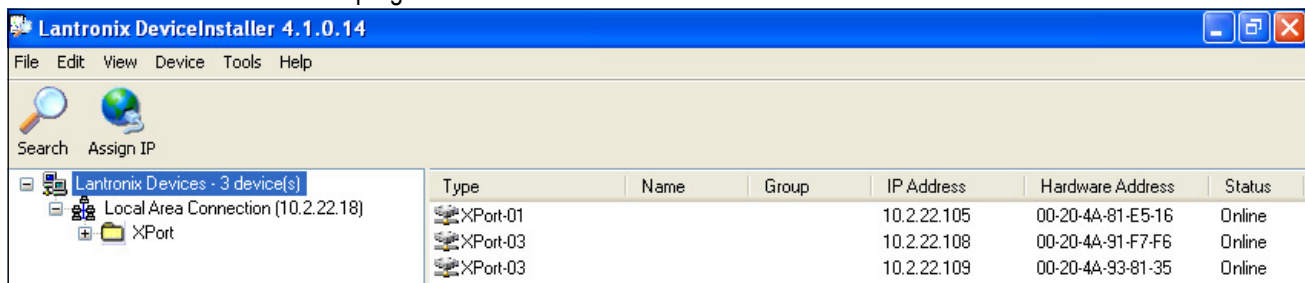 Lantronix DeviceInstaller 4.1.0.14
File Edit View Device Tools Help
Search Assign IP
Lantronix Devices - 3 device(s)
Local Area Connection (10.2.22.18)
XPort
Type Name Group IP Address Hardware Address Status
XPort-01 10.2.22.105 00-20-4A-81-E5-16 Online
XPort-03 10.2.22.108 00-20-4A-91-F7-F6 Online
XPort-03 10.2.22.109 00-20-4A-93-81-35 Online